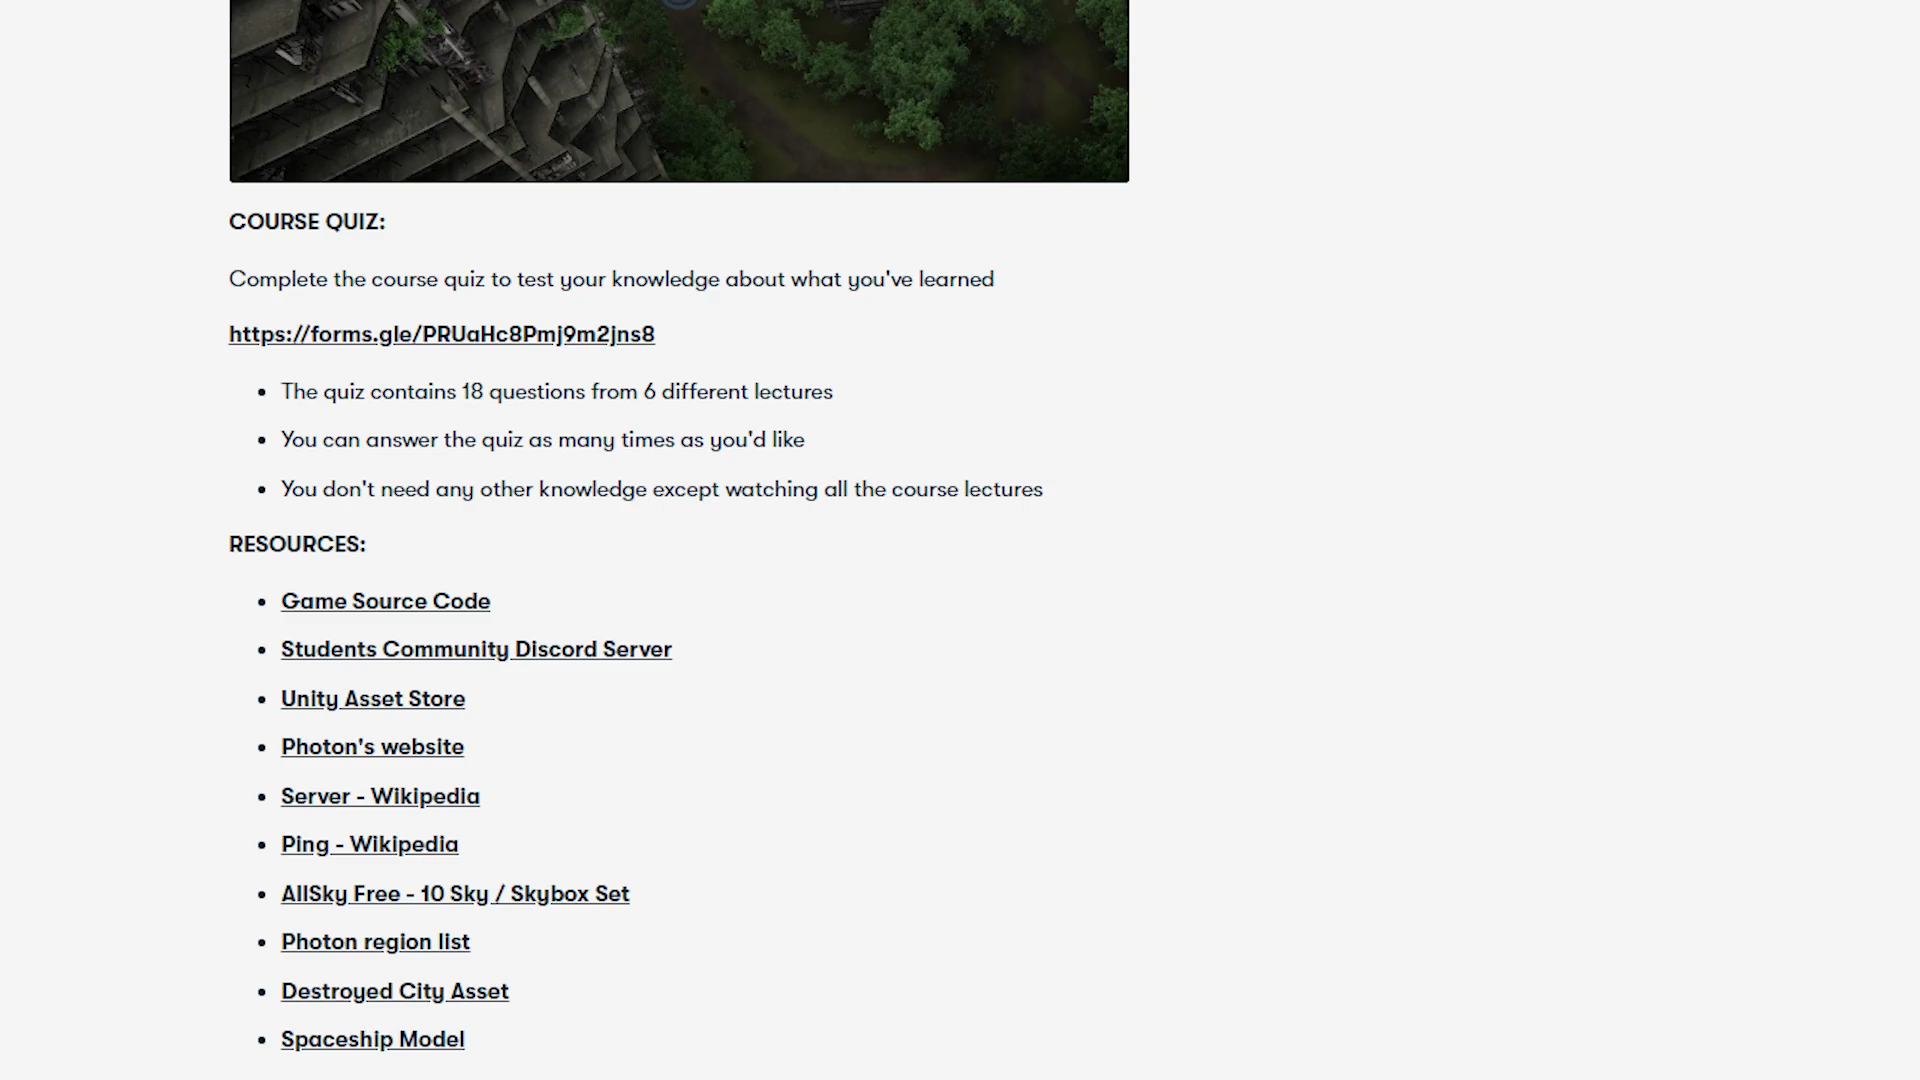 COURSE QUIZ:
Complete the course quiz to test your knowledge about what you've learned
https://forms.gle/PRUaHc8Pmj9m2jns8
The quiz contains 18 questions from 6 different lectures
You can answer the quiz as many times as you'd like
You don't need any other knowledge except watching all the course lectures
RESOURCES:
Game Source Code
Students Community Discord Server
Unity Asset Store
Photon's website
Server - Wikipedia
Ping - Wikipedia
AllSky Free - 10 Sky / Skybox Set
Photon region list
Destroyed City Asset
Spaceship Model